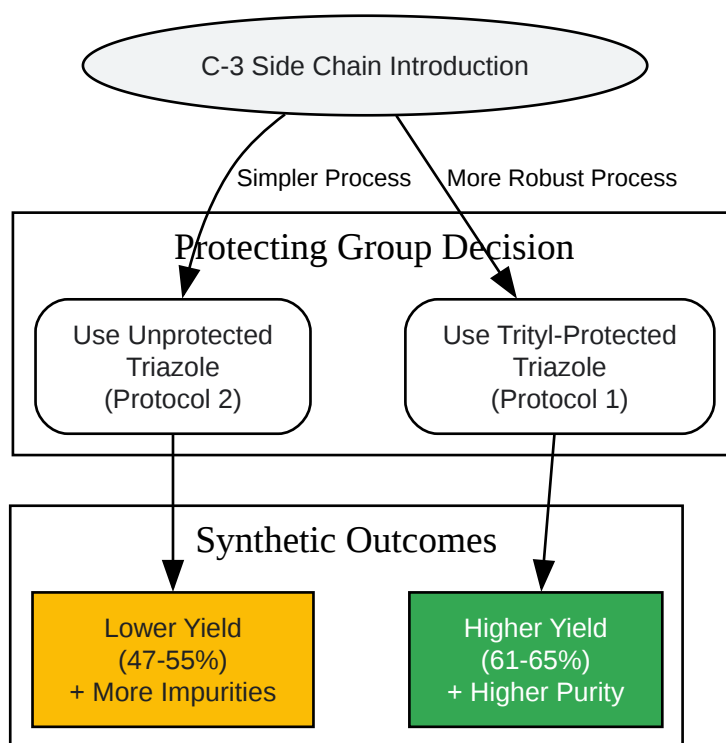 C-3 Side Chain Introduction
Simpler Process
More Robust Process
Protecting Group Decision
Use Unprotected
Triazole
(Protocol 2)
Use Trityl-Protected
Triazole
(Protocol 1)
Synthetic Outcomes
Lower Yield
(47-55%)
+ More Impurities
Higher Yield
(61-65%)
+ Higher Purity